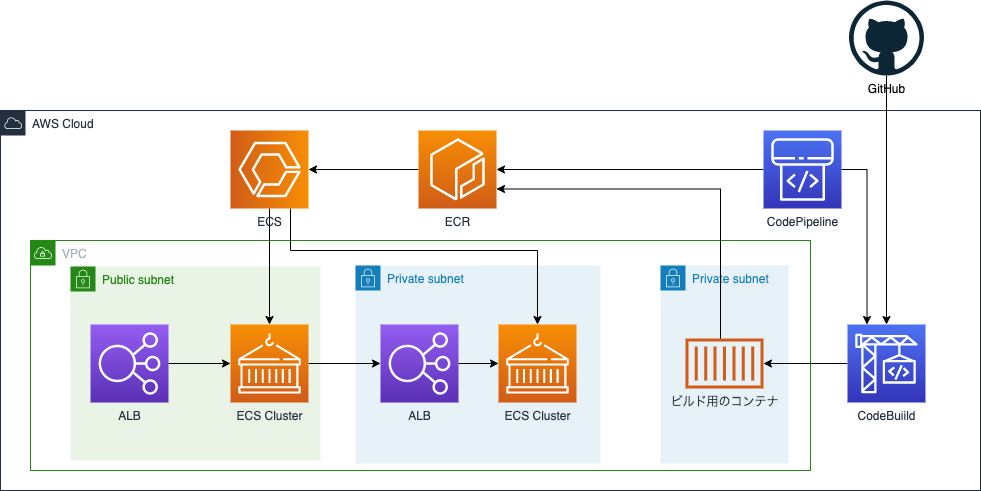 GitHub
AWS Cloud
ECS
ECR
CodePipeline
VPC
Public subnet
Private subnet
Private subnet
ALB
ECS Cluster
ALB
ECS Cluster
ビルド用のコンテナ
CodeBuiild